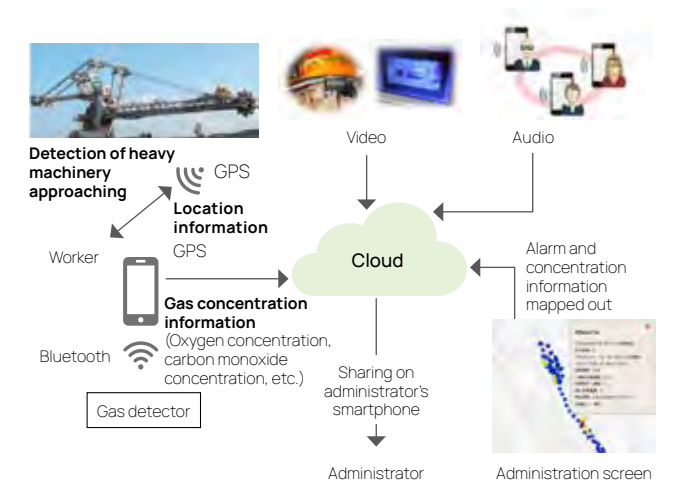 Video
Audio
Detection of heavy
machinery
approaching
GPS
Location
information
GPS
Worker
Cloud
Alarm and
concentration
information
mapped out
Gas concentration
information
(Oxygen concentration,
carbon monoxide
concentration, etc.)
Bluetooth
Gas detector
Sharing on
administrator's
smartphone
Administrator
Administration screen